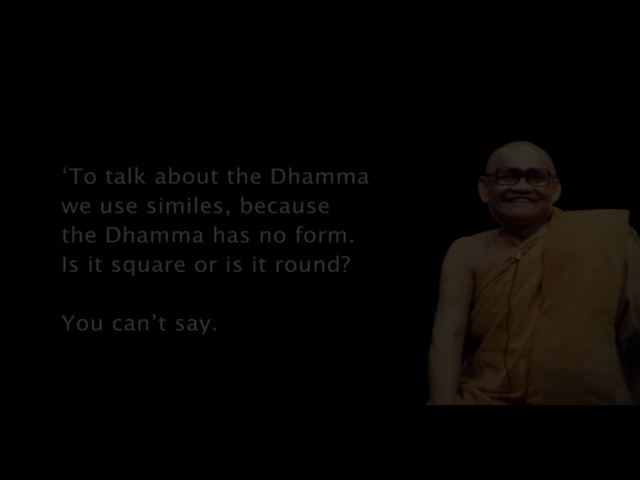 ‘To talk about the Dhamma
we use similes, because
the Dhamma has no form.
Is it square or is it round?
You can’t say.